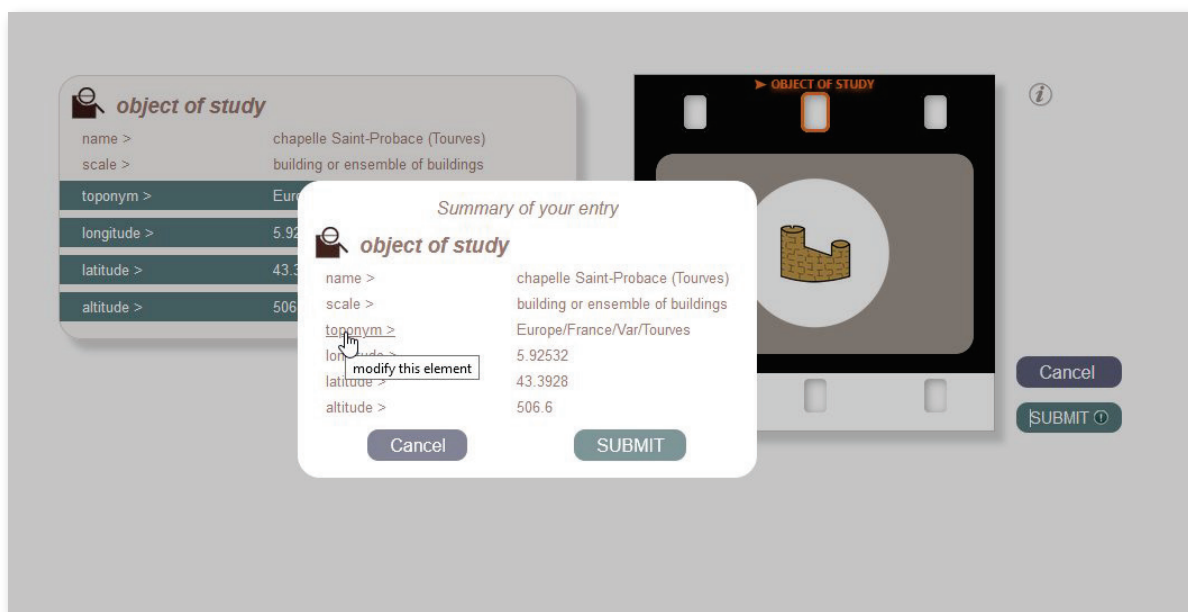 object of study
name > chapelle Saint-Probace (Tourves)
scale > building or ensemble of buildings
toponym >
longitude >
latitude >
altitude >
Summary of your entry
object of study
name > chapelle Saint-Probace (Tourves)
scale > building or ensemble of buildings
toponym > Europe/France/Var/Tourves
longitude > 5.92532
modify this element
latitude > 43.3928
altitude > 506.6
Cancel SUBMIT
➤ OBJECT OF STUDY
i
Cancel
SUBMIT